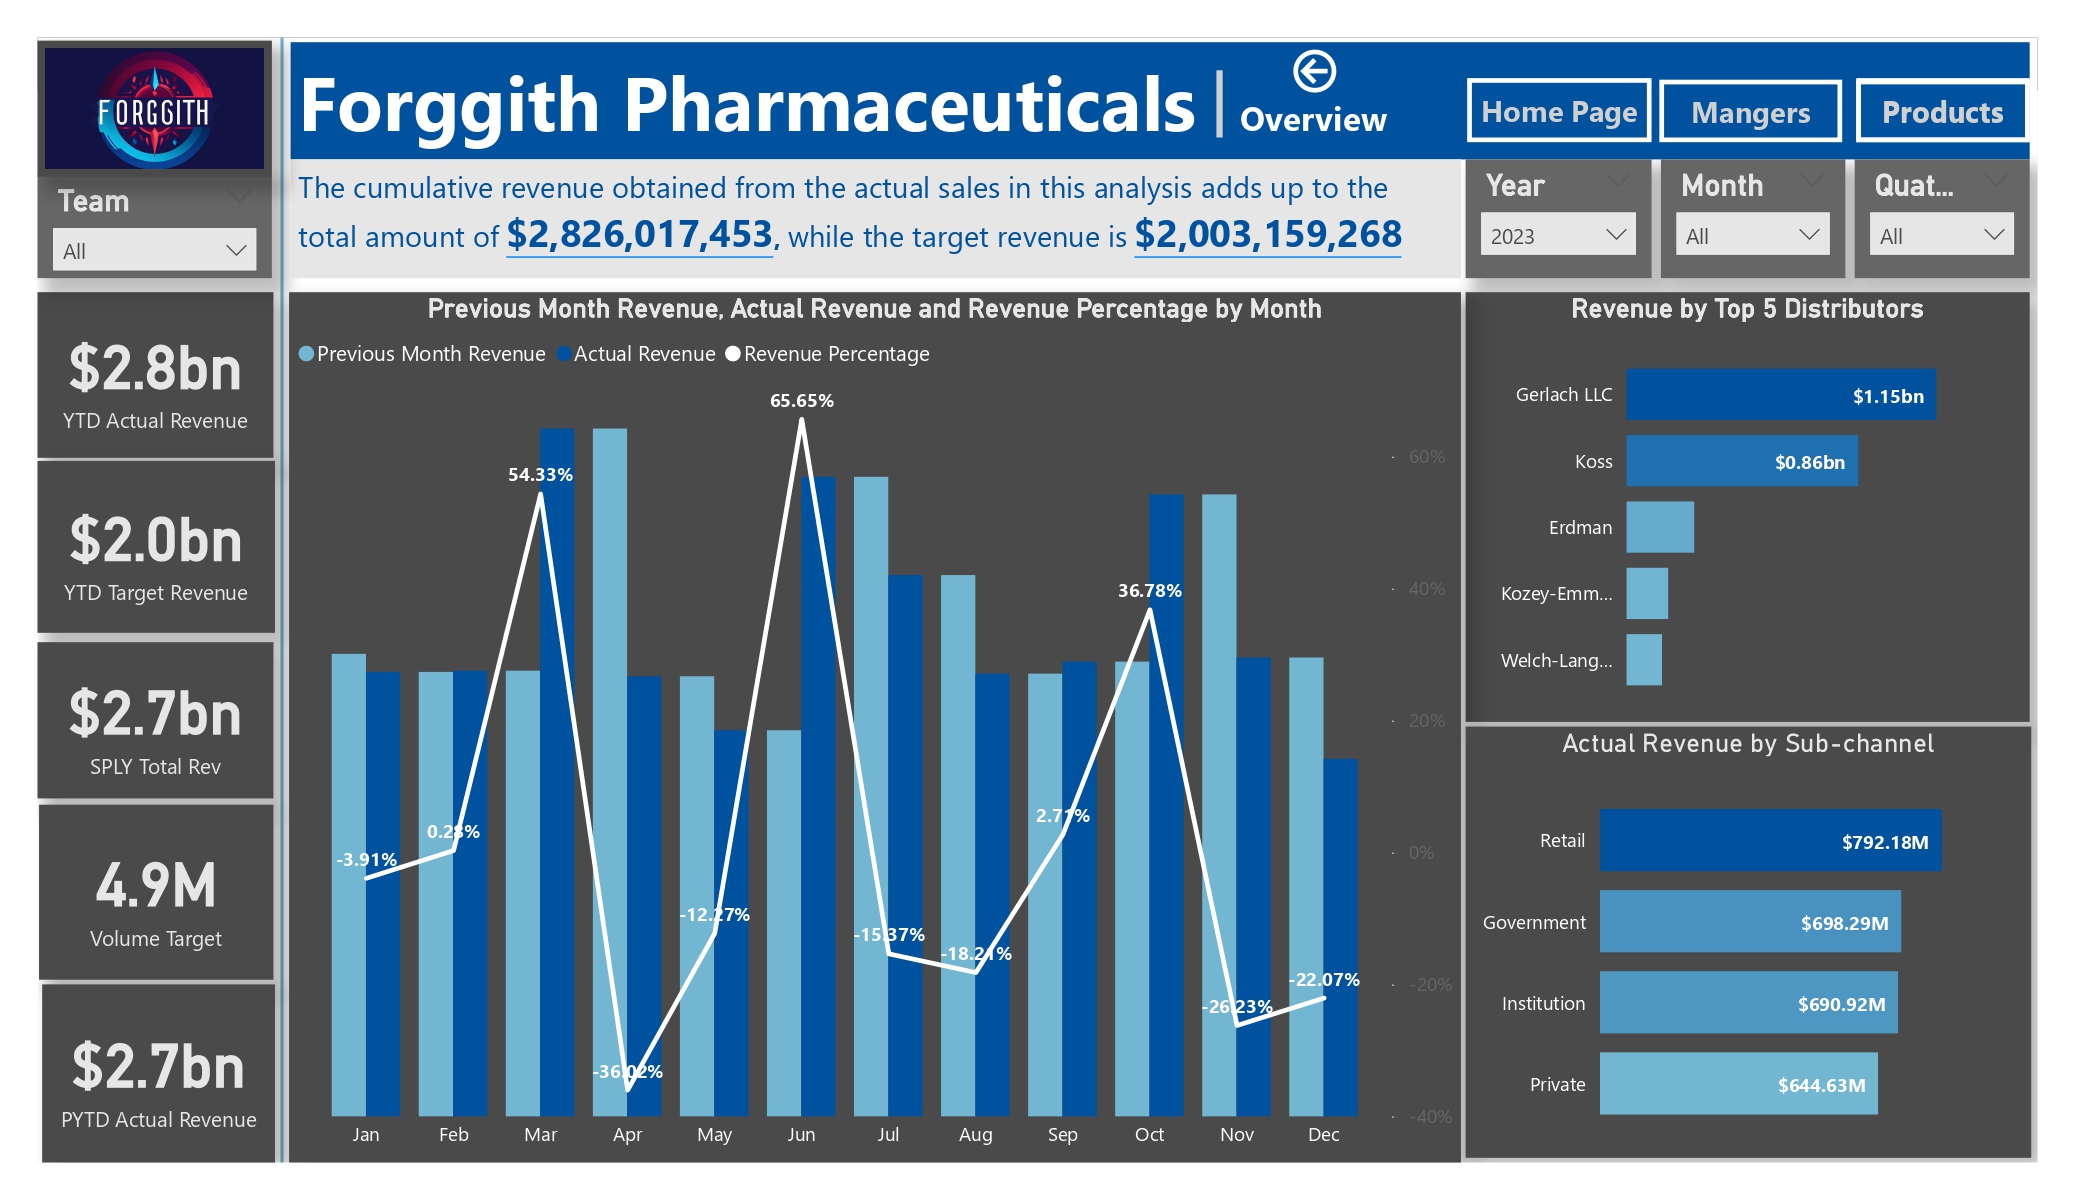 FORGGITH
Forggith Pharmaceuticals
Overview
Home Page
Mangers
Products
Team
All
The cumulative revenue obtained from the actual sales in this analysis adds up to the
total amount of $2,826,017,453, while the target revenue is $2,003,159,268
Year
2023
Month
All
Quat...
All
$2.8bn
YTD Actual Revenue
$2.0bn
YTD Target Revenue
$2.7bn
SPLY Total Rev
4.9M
Volume Target
$2.7bn
PYTD Actual Revenue
Previous Month Revenue, Actual Revenue and Revenue Percentage by Month
Previous Month Revenue
Actual Revenue
Revenue Percentage
-3.91%
0.28%
54.33%
-36.02%
-12.27%
65.65%
-15.37%
-18.21%
2.71%
36.78%
-26.23%
-22.07%
60%
40%
20%
0%
-20%
-40%
Jan
Feb
Mar
Apr
May
Jun
Jul
Aug
Sep
Oct
Nov
Dec
Revenue by Top 5 Distributors
Gerlach LLC
$1.15bn
Koss
$0.86bn
Erdman
Kozey-Emm...
Welch-Lang...
Actual Revenue by Sub-channel
Retail
$792.18M
Government
$698.29M
Institution
$690.92M
Private
$644.63M